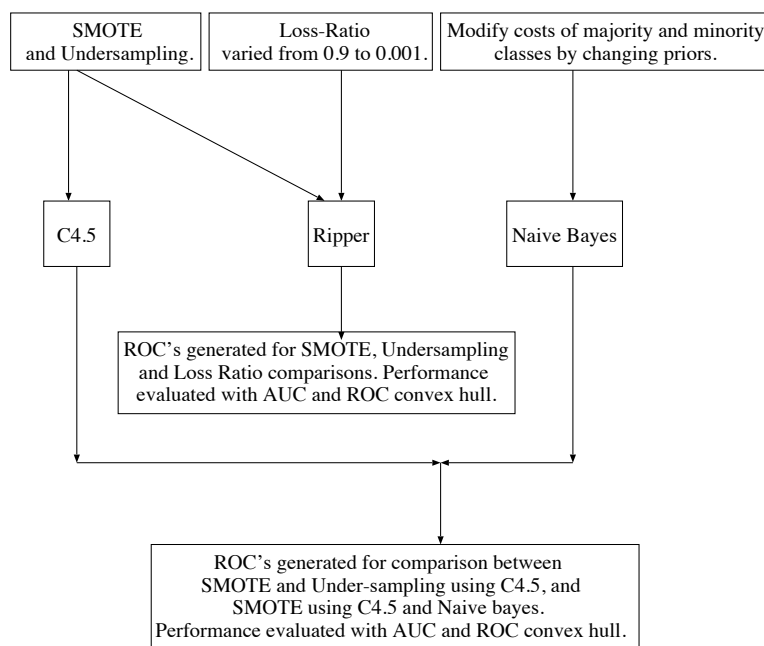 SMOTE
and Undersampling.
Loss-Ratio
varied from 0.9 to 0.001.
Modify costs of majority and minority
classes by changing priors.
C4.5
Ripper
Naive Bayes
ROC's generated for SMOTE, Undersampling
and Loss Ratio comparisons. Performance
evaluated with AUC and ROC convex hull.
ROC's generated for comparison between
SMOTE and Under-sampling using C4.5, and
SMOTE using C4.5 and Naive bayes.
Performance evaluated with AUC and ROC convex hull.